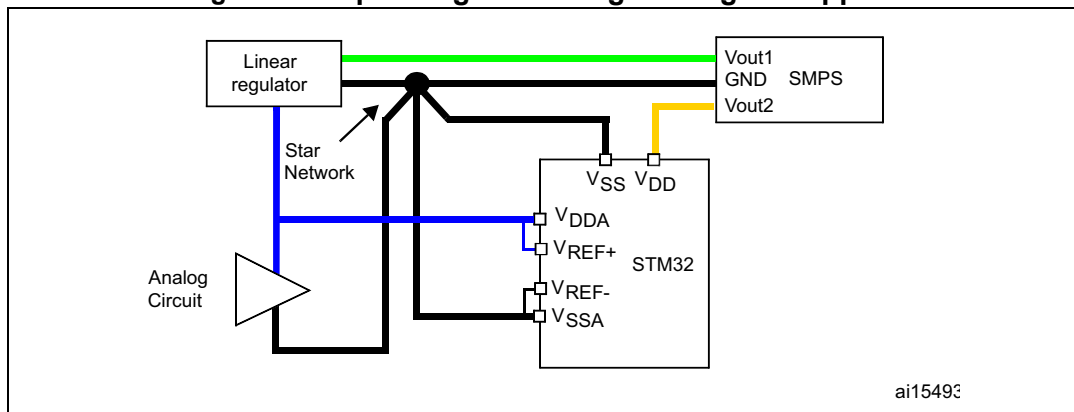 Linear
regulator
Vout1
GND SMPS
Vout2
Star
Network
VSS VDD
VDDA
VREF+
STM32
Analog
Circuit
VREF-
VSSA
ai15493